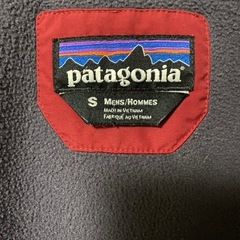 patagonia
S MENS/HOMMES
MADE IN VIETNAM
FABRIQUÉ AU VIETNAM